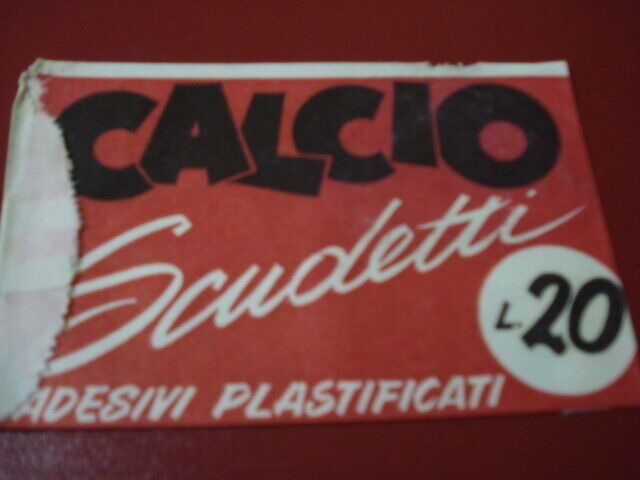 CALCIO
Scudetti
L. 20
ADESIVI PLASTIFICATI